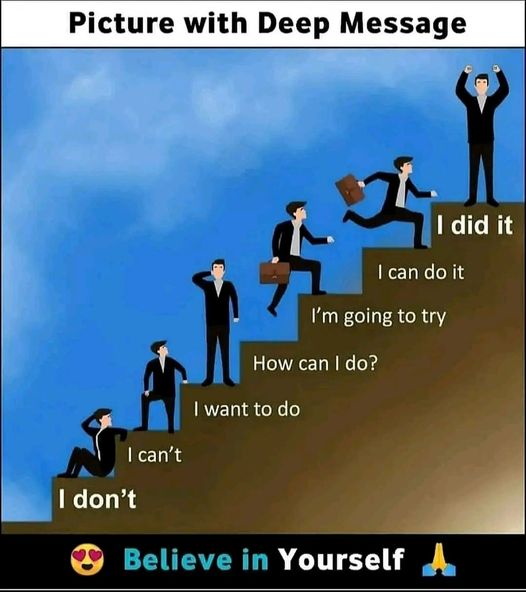 Picture with Deep Message
I did it
I can do it
I'm going to try
How can I do?
I want to do
I can't
I don't
😍 Believe in Yourself 🙏